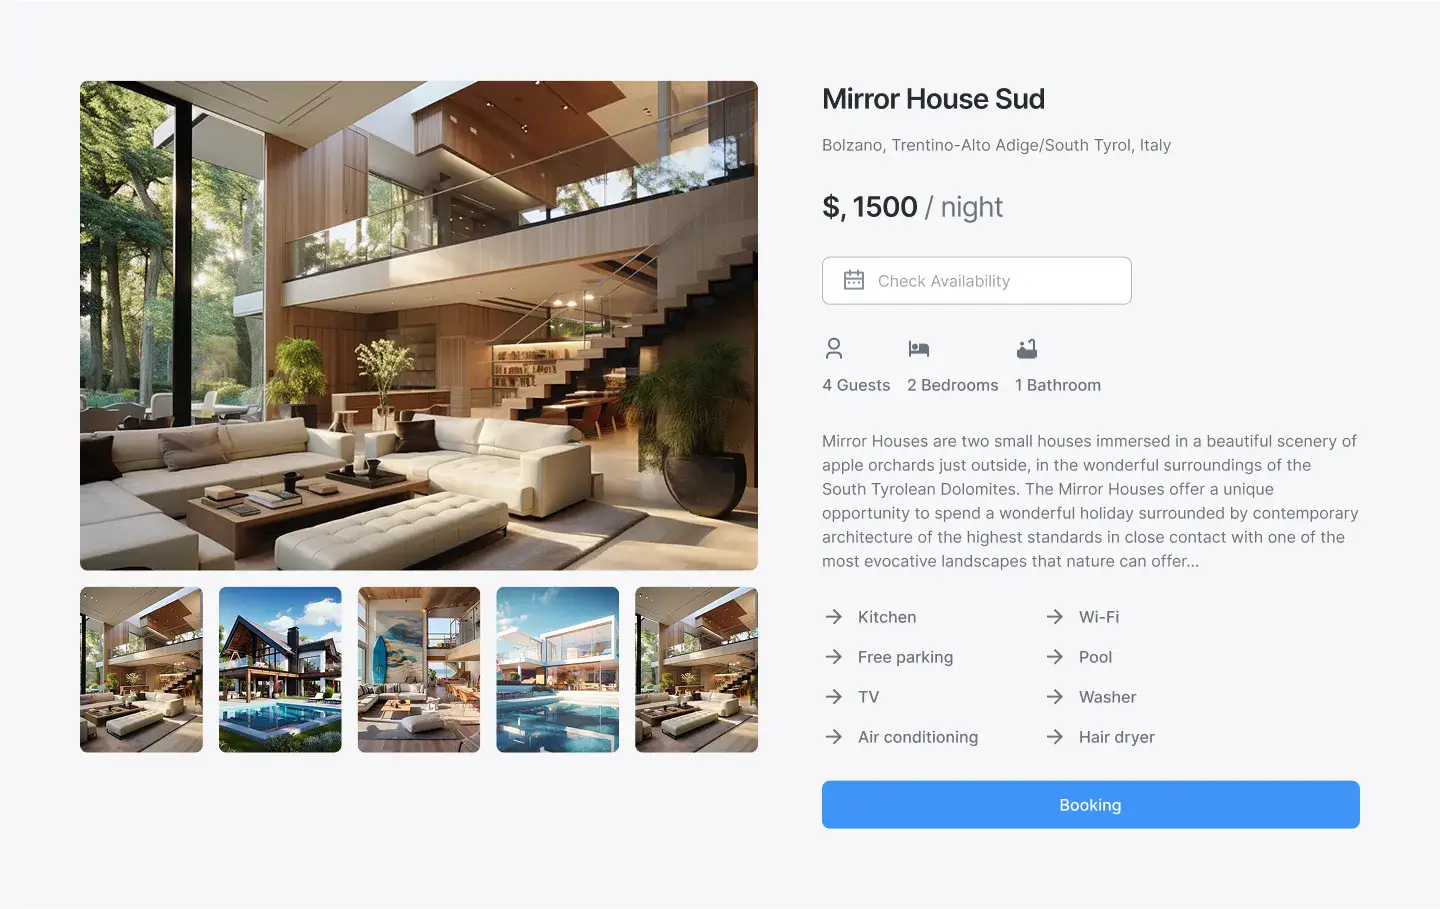 Mirror House Sud
Bolzano, Trentino-Alto Adige/South Tyrol, Italy
$, 1500 / night
Check Availability
4 Guests
2 Bedrooms
1 Bathroom
Mirror Houses are two small houses immersed in a beautiful scenery of
apple orchards just outside, in the wonderful surroundings of the
South Tyrolean Dolomites. The Mirror Houses offer a unique
opportunity to spend a wonderful holiday surrounded by contemporary
architecture of the highest standards in close contact with one of the
most evocative landscapes that nature can offer...
Kitchen
Wi-Fi
Free parking
Pool
TV
Washer
Air conditioning
Hair dryer
Booking